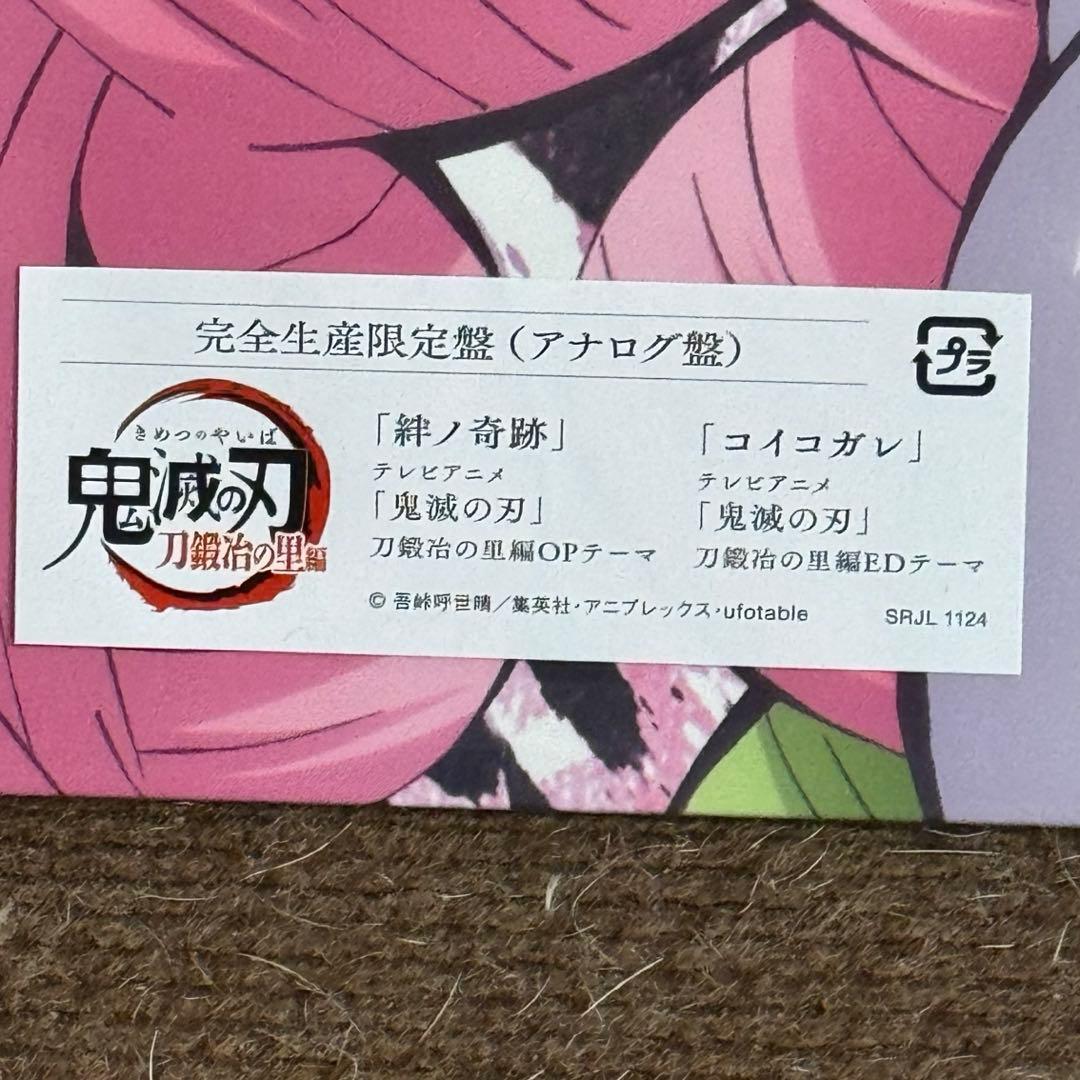 完全生産限定盤（アナログ盤）
プラ
きめつのやいば
鬼滅の刃
刀鍛冶の里編
「絆ノ奇跡」
テレビアニメ
「鬼滅の刃」
刀鍛冶の里編OPテーマ
「コイコガレ」
テレビアニメ
「鬼滅の刃」
刀鍛冶の里編EDテーマ
© 吾峠呼世晴／集英社・アニプレックス・ufotable
SRJL 1124